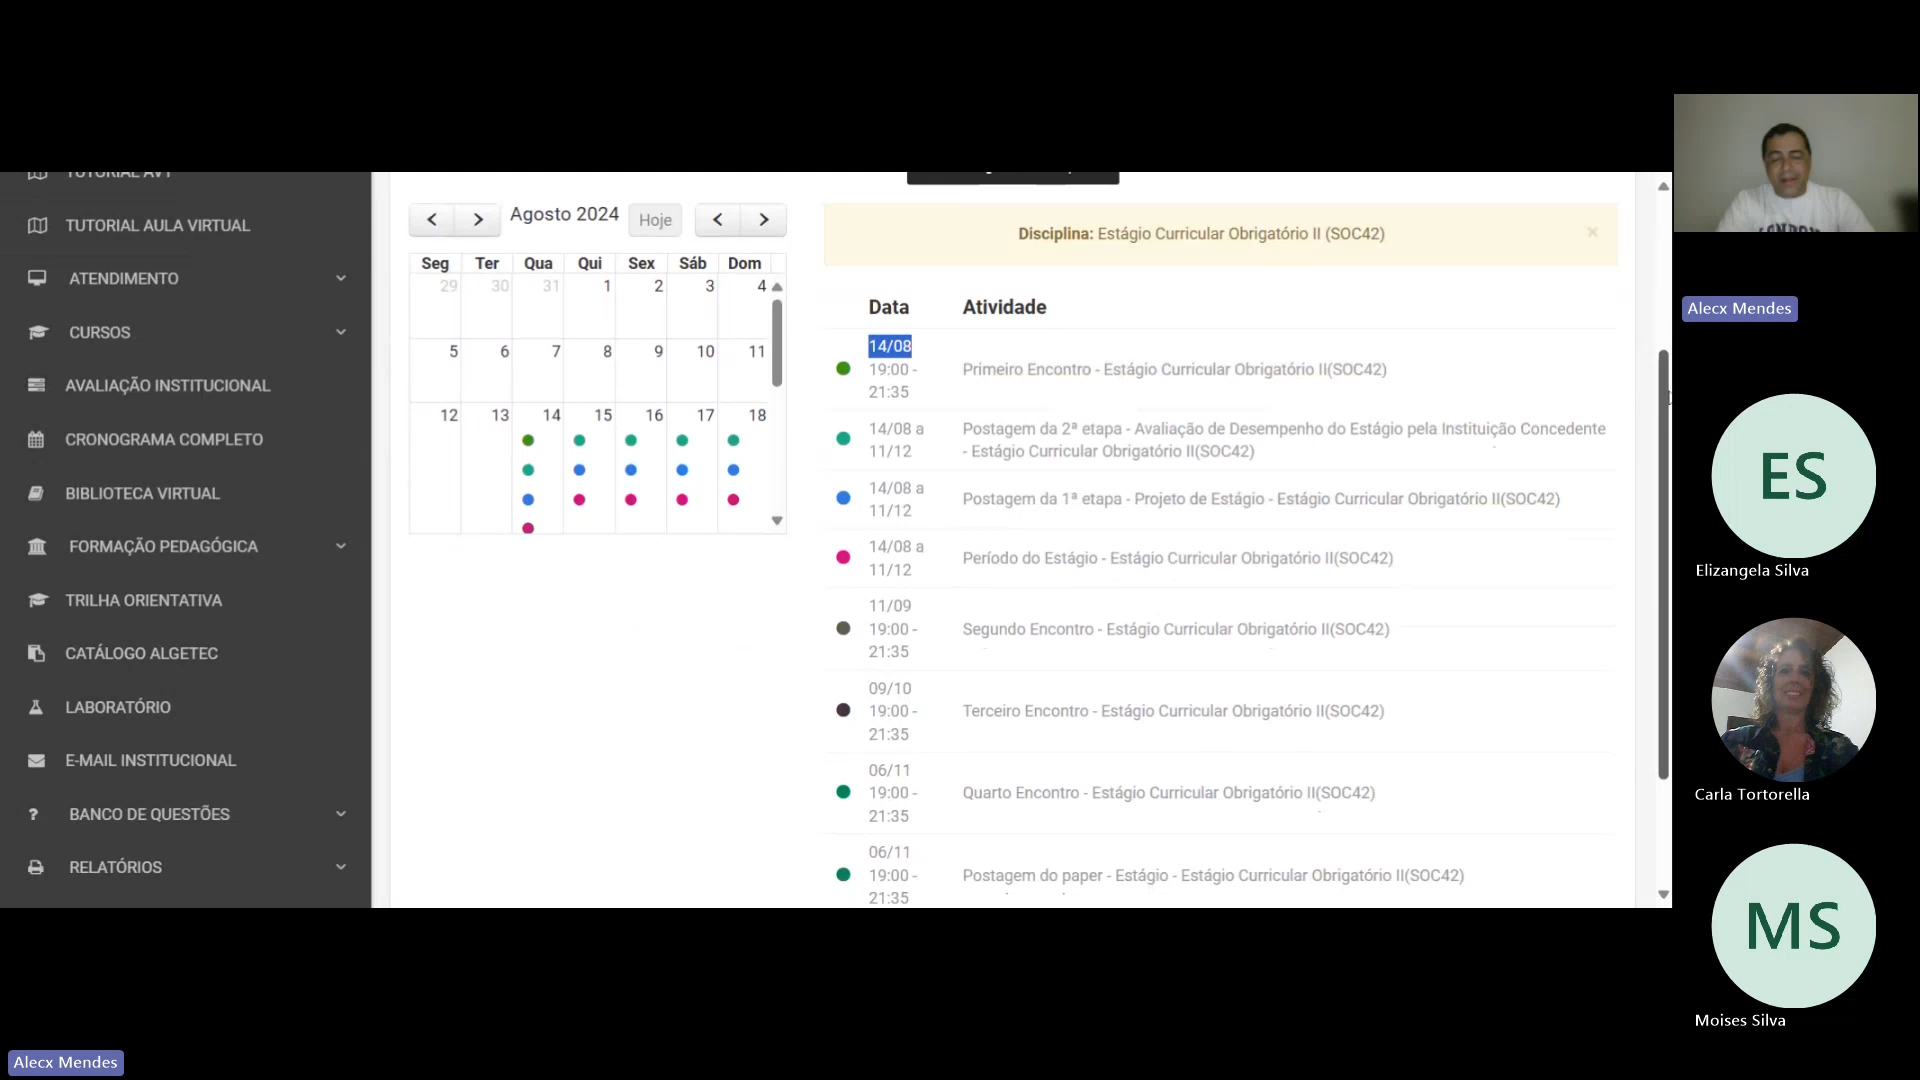 TUTORIAL AVT
TUTORIAL AULA VIRTUAL
ATENDIMENTO
CURSOS
AVALIAÇÃO INSTITUCIONAL
CRONOGRAMA COMPLETO
BIBLIOTECA VIRTUAL
FORMAÇÃO PEDAGÓGICA
TRILHA ORIENTATIVA
CATÁLOGO ALGETEC
LABORATÓRIO
E-MAIL INSTITUCIONAL
BANCO DE QUESTÕES
RELATÓRIOS
Agosto 2024 Hoje
Seg Ter Qua Qui Sex Sáb Dom
29 30 31 1 2 3 4
5 6 7 8 9 10 11
12 13 14 15 16 17 18
Disciplina: Estágio Curricular Obrigatório II (SOC42) ×
Data Atividade
14/08
19:00 - Primeiro Encontro - Estágio Curricular Obrigatório II(SOC42)
21:35
14/08 a Postagem da 2ª etapa - Avaliação de Desempenho do Estágio pela Instituição Concedente
11/12 - Estágio Curricular Obrigatório II(SOC42)
14/08 a
11/12 Postagem da 1ª etapa - Projeto de Estágio - Estágio Curricular Obrigatório II(SOC42)
14/08 a
11/12 Período do Estágio - Estágio Curricular Obrigatório II(SOC42)
11/09
19:00 - Segundo Encontro - Estágio Curricular Obrigatório II(SOC42)
21:35
09/10
19:00 - Terceiro Encontro - Estágio Curricular Obrigatório II(SOC42)
21:35
06/11
19:00 - Quarto Encontro - Estágio Curricular Obrigatório II(SOC42)
21:35
06/11
19:00 - Postagem do paper - Estágio - Estágio Curricular Obrigatório II(SOC42)
21:35
LONDON
Alecx Mendes
ES
Elizangela Silva
Carla Tortorella
MS
Moises Silva
Alecx Mendes